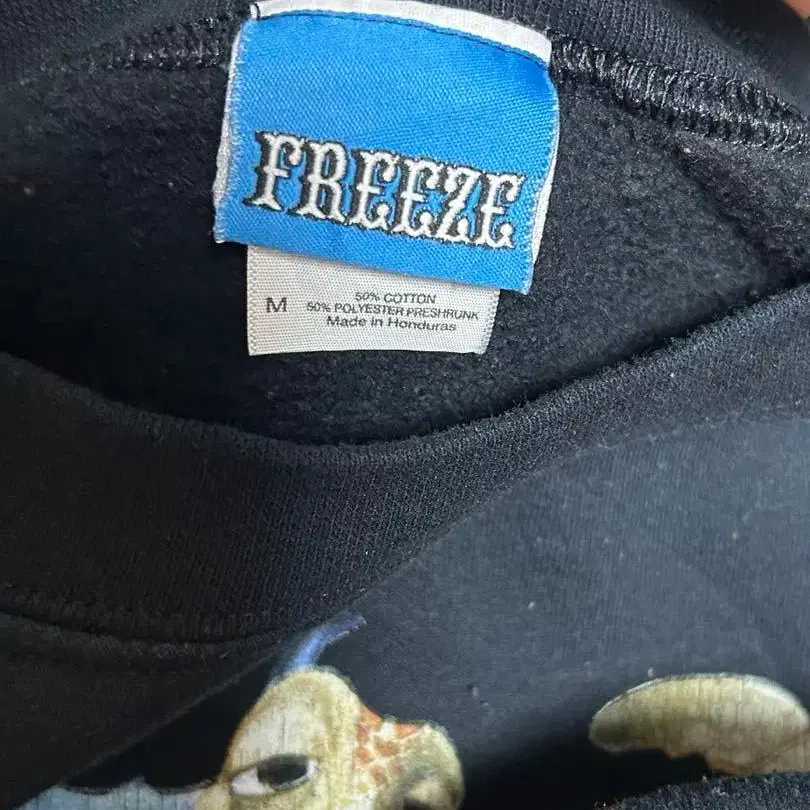 FREEZE
M
50% COTTON
50% POLYESTER PRESHRUNK
Made in Honduras